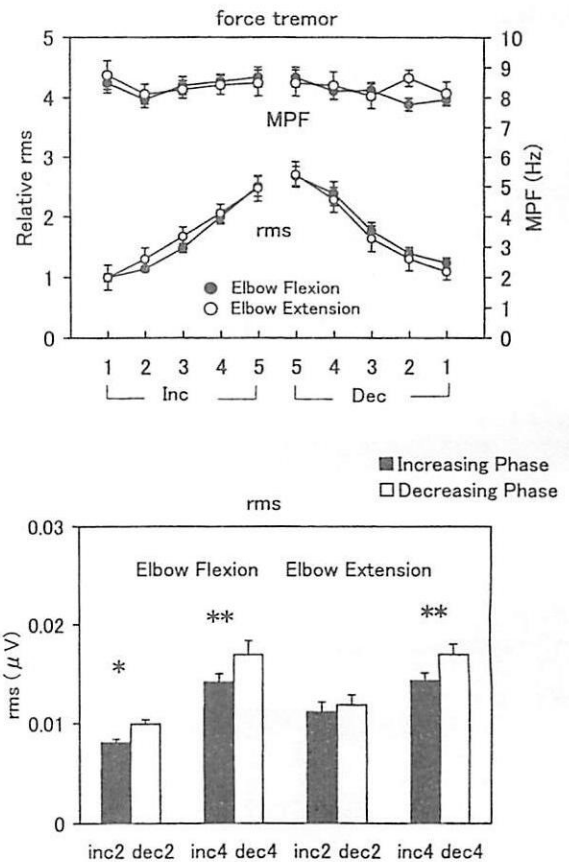 force tremor
5
4
3
2
1
0
Relative rms
10
9
8
7
6
5
4
3
2
1
0
MPF (Hz)
MPF
rms
Elbow Flexion
Elbow Extension
1 2 3 4 5 5 4 3 2 1
Inc Dec
Increasing Phase
Decreasing Phase
rms
0.03
0.02
0.01
0
rms (μV)
Elbow Flexion Elbow Extension
* ** **
inc2 dec2 inc4 dec4 inc2 dec2 inc4 dec4